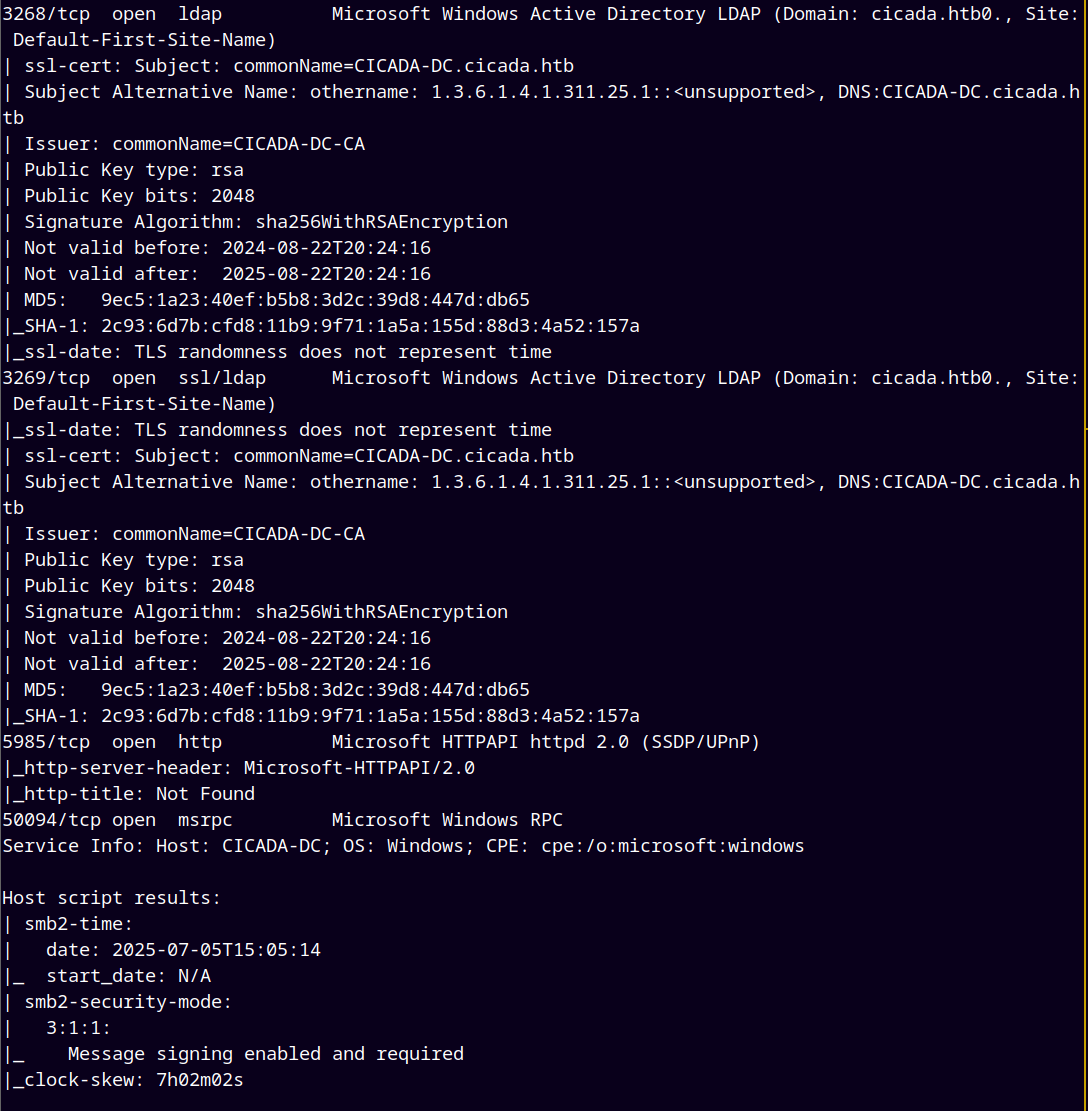 3268/tcp  open  ldap          Microsoft Windows Active Directory LDAP (Domain: cicada.htb0., Site:
 Default-First-Site-Name)
| ssl-cert: Subject: commonName=CICADA-DC.cicada.htb
| Subject Alternative Name: othername: 1.3.6.1.4.1.311.25.1::<unsupported>, DNS:CICADA-DC.cicada.h
tb
| Issuer: commonName=CICADA-DC-CA
| Public Key type: rsa
| Public Key bits: 2048
| Signature Algorithm: sha256WithRSAEncryption
| Not valid before: 2024-08-22T20:24:16
| Not valid after:  2025-08-22T20:24:16
| MD5:   9ec5:1a23:40ef:b5b8:3d2c:39d8:447d:db65
|_SHA-1: 2c93:6d7b:cfd8:11b9:9f71:1a5a:155d:88d3:4a52:157a
|_ssl-date: TLS randomness does not represent time
3269/tcp  open  ssl/ldap      Microsoft Windows Active Directory LDAP (Domain: cicada.htb0., Site:
 Default-First-Site-Name)
|_ssl-date: TLS randomness does not represent time
| ssl-cert: Subject: commonName=CICADA-DC.cicada.htb
| Subject Alternative Name: othername: 1.3.6.1.4.1.311.25.1::<unsupported>, DNS:CICADA-DC.cicada.h
tb
| Issuer: commonName=CICADA-DC-CA
| Public Key type: rsa
| Public Key bits: 2048
| Signature Algorithm: sha256WithRSAEncryption
| Not valid before: 2024-08-22T20:24:16
| Not valid after:  2025-08-22T20:24:16
| MD5:   9ec5:1a23:40ef:b5b8:3d2c:39d8:447d:db65
|_SHA-1: 2c93:6d7b:cfd8:11b9:9f71:1a5a:155d:88d3:4a52:157a
5985/tcp  open  http          Microsoft HTTPAPI httpd 2.0 (SSDP/UPnP)
|_http-server-header: Microsoft-HTTPAPI/2.0
|_http-title: Not Found
50094/tcp open  msrpc         Microsoft Windows RPC
Service Info: Host: CICADA-DC; OS: Windows; CPE: cpe:/o:microsoft:windows

Host script results:
| smb2-time:
|   date: 2025-07-05T15:05:14
|_  start_date: N/A
| smb2-security-mode:
|   3:1:1:
|_    Message signing enabled and required
|_clock-skew: 7h02m02s